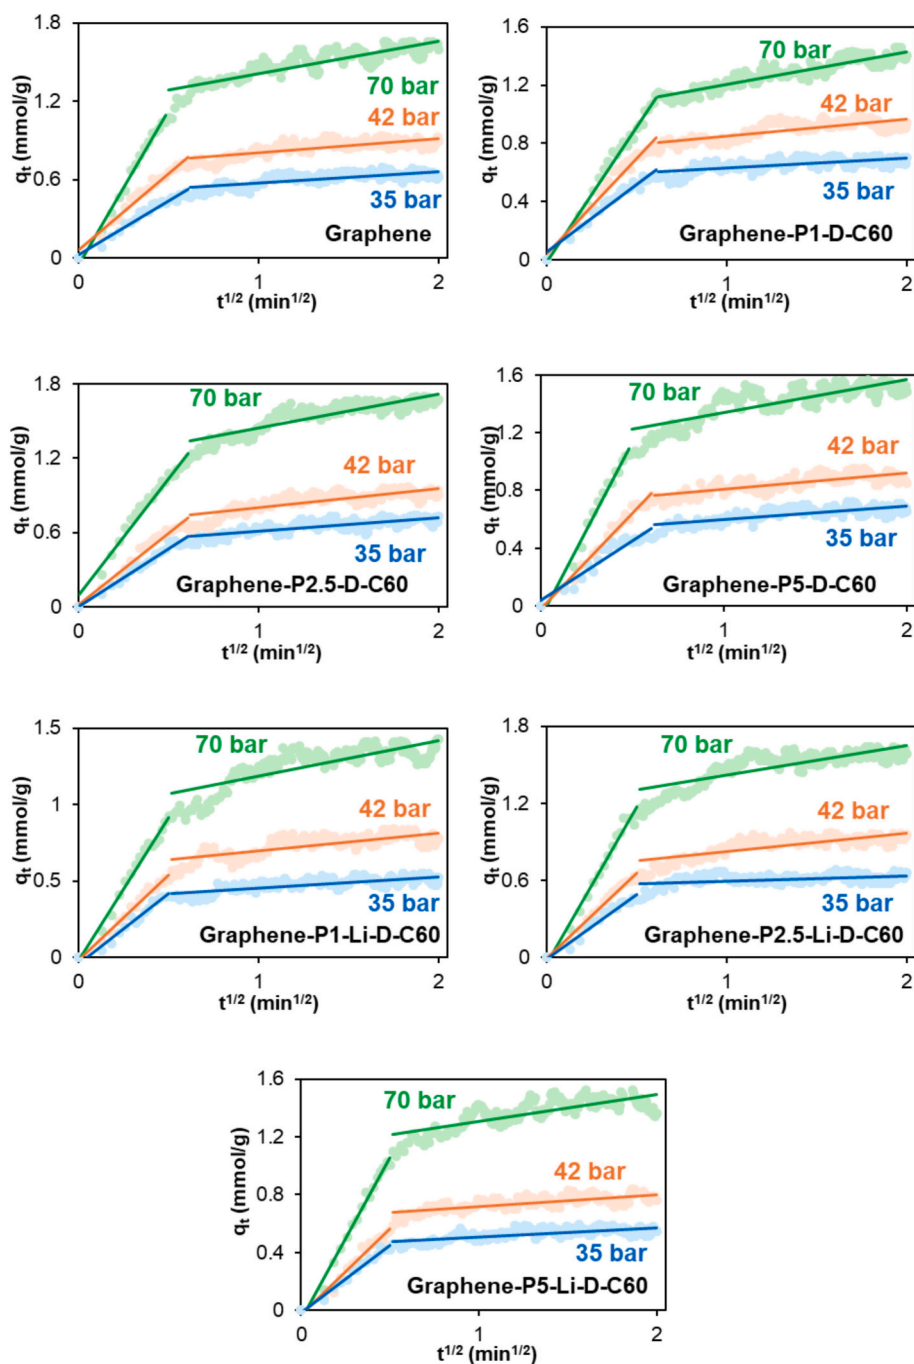 1.8
1.2
0.6
0
qt (mmol/g)
70 bar
42 bar
35 bar
Graphene
0
1
2
t1/2 (min1/2)
1.6
1.2
0.8
0.4
0
qt (mmol/g)
70 bar
42 bar
35 bar
Graphene-P1-D-C60
0
1
2
t1/2 (min1/2)
1.8
1.2
0.6
0
qt (mmol/g)
70 bar
42 bar
35 bar
Graphene-P2.5-D-C60
0
1
2
t1/2 (min1/2)
1.6
1.2
0.8
0.4
0
qt (mmol/g)
70 bar
42 bar
35 bar
Graphene-P5-D-C60
0
1
2
t1/2 (min1/2)
1.5
1
0.5
0
qt (mmol/g)
70 bar
42 bar
35 bar
Graphene-P1-Li-D-C60
0
1
2
t1/2 (min1/2)
1.8
1.2
0.6
0
qt (mmol/g)
70 bar
42 bar
35 bar
Graphene-P2.5-Li-D-C60
0
1
2
t1/2 (min1/2)
1.6
1.2
0.8
0.4
0
qt (mmol/g)
70 bar
42 bar
35 bar
Graphene-P5-Li-D-C60
0
1
2
t1/2 (min1/2)